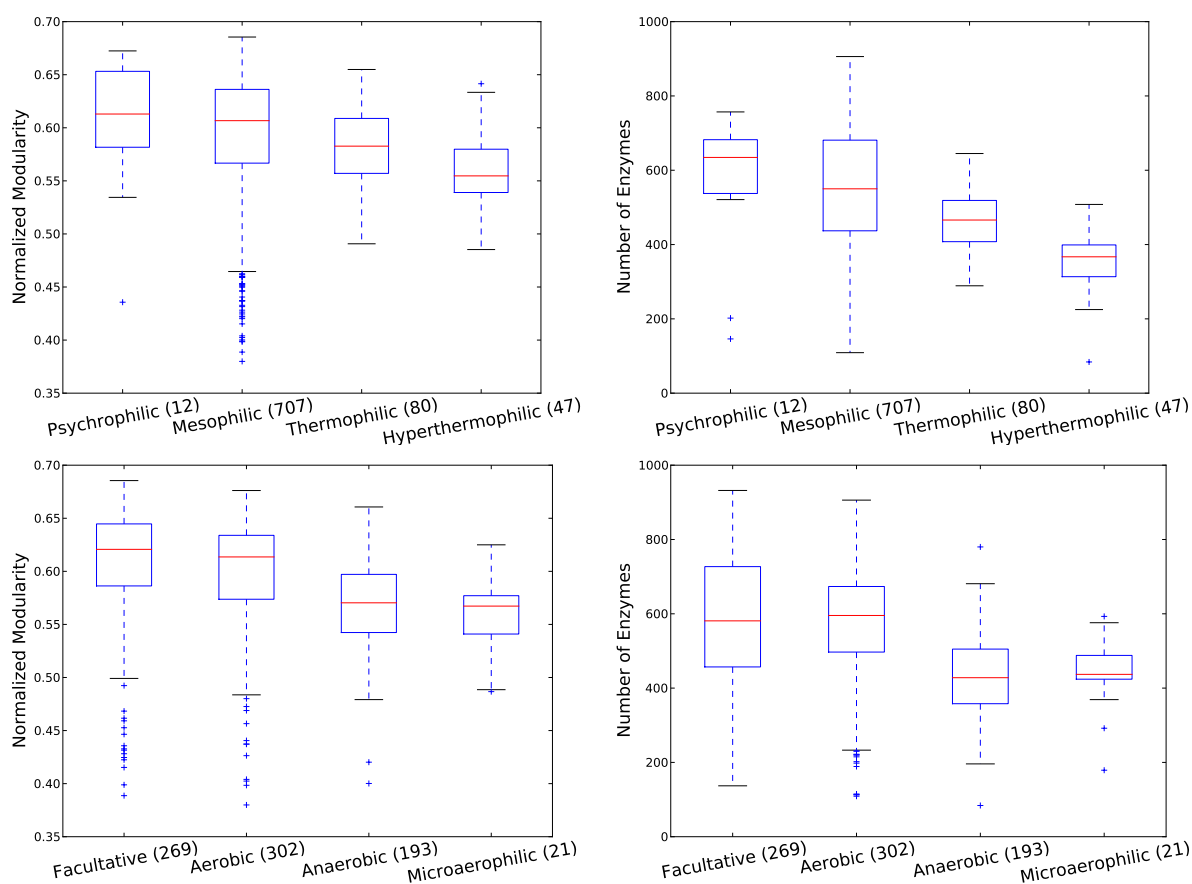 0.70
0.65
0.60
0.55
0.50
0.45
0.40
0.35
Normalized Modularity
Psychrophilic (12)
Mesophilic (707)
Thermophilic (80)
Hyperthermophilic (47)
1000
800
600
400
200
0
Number of Enzymes
Psychrophilic (12)
Mesophilic (707)
Thermophilic (80)
Hyperthermophilic (47)
0.70
0.65
0.60
0.55
0.50
0.45
0.40
0.35
Normalized Modularity
Facultative (269)
Aerobic (302)
Anaerobic (193)
Microaerophilic (21)
1000
800
600
400
200
0
Number of Enzymes
Facultative (269)
Aerobic (302)
Anaerobic (193)
Microaerophilic (21)